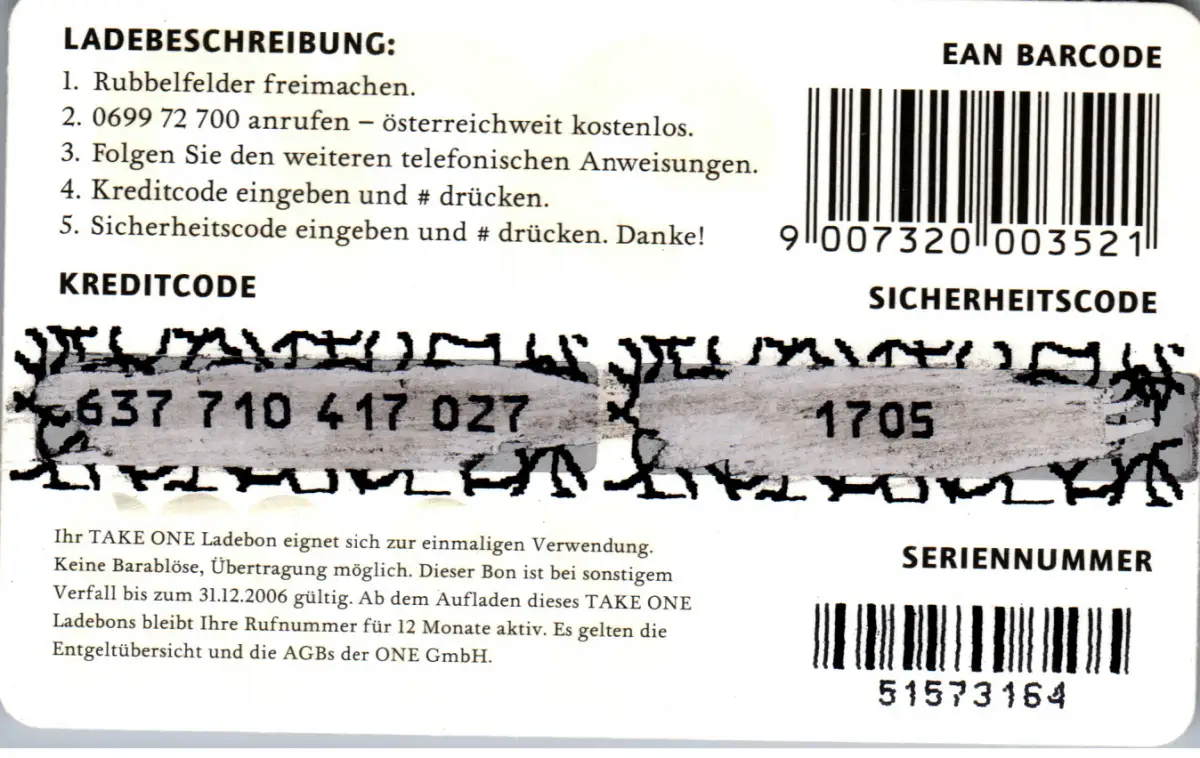 LADEBESCHREIBUNG:
1. Rubbelfelder freimachen.
2. 0699 72 700 anrufen – österreichweit kostenlos.
3. Folgen Sie den weiteren telefonischen Anweisungen.
4. Kreditcode eingeben und # drücken.
5. Sicherheitscode eingeben und # drücken. Danke!
EAN BARCODE
9 007320 003521
KREDITCODE
637 710 417 027
SICHERHEITSCODE
1705
Ihr TAKE ONE Ladebon eignet sich zur einmaligen Verwendung.
Keine Barablöse, Übertragung möglich. Dieser Bon ist bei sonstigem
Verfall bis zum 31.12.2006 gültig. Ab dem Aufladen dieses TAKE ONE
Ladebons bleibt Ihre Rufnummer für 12 Monate aktiv. Es gelten die
Entgeltübersicht und die AGBs der ONE GmbH.
SERIENNUMMER
51573164